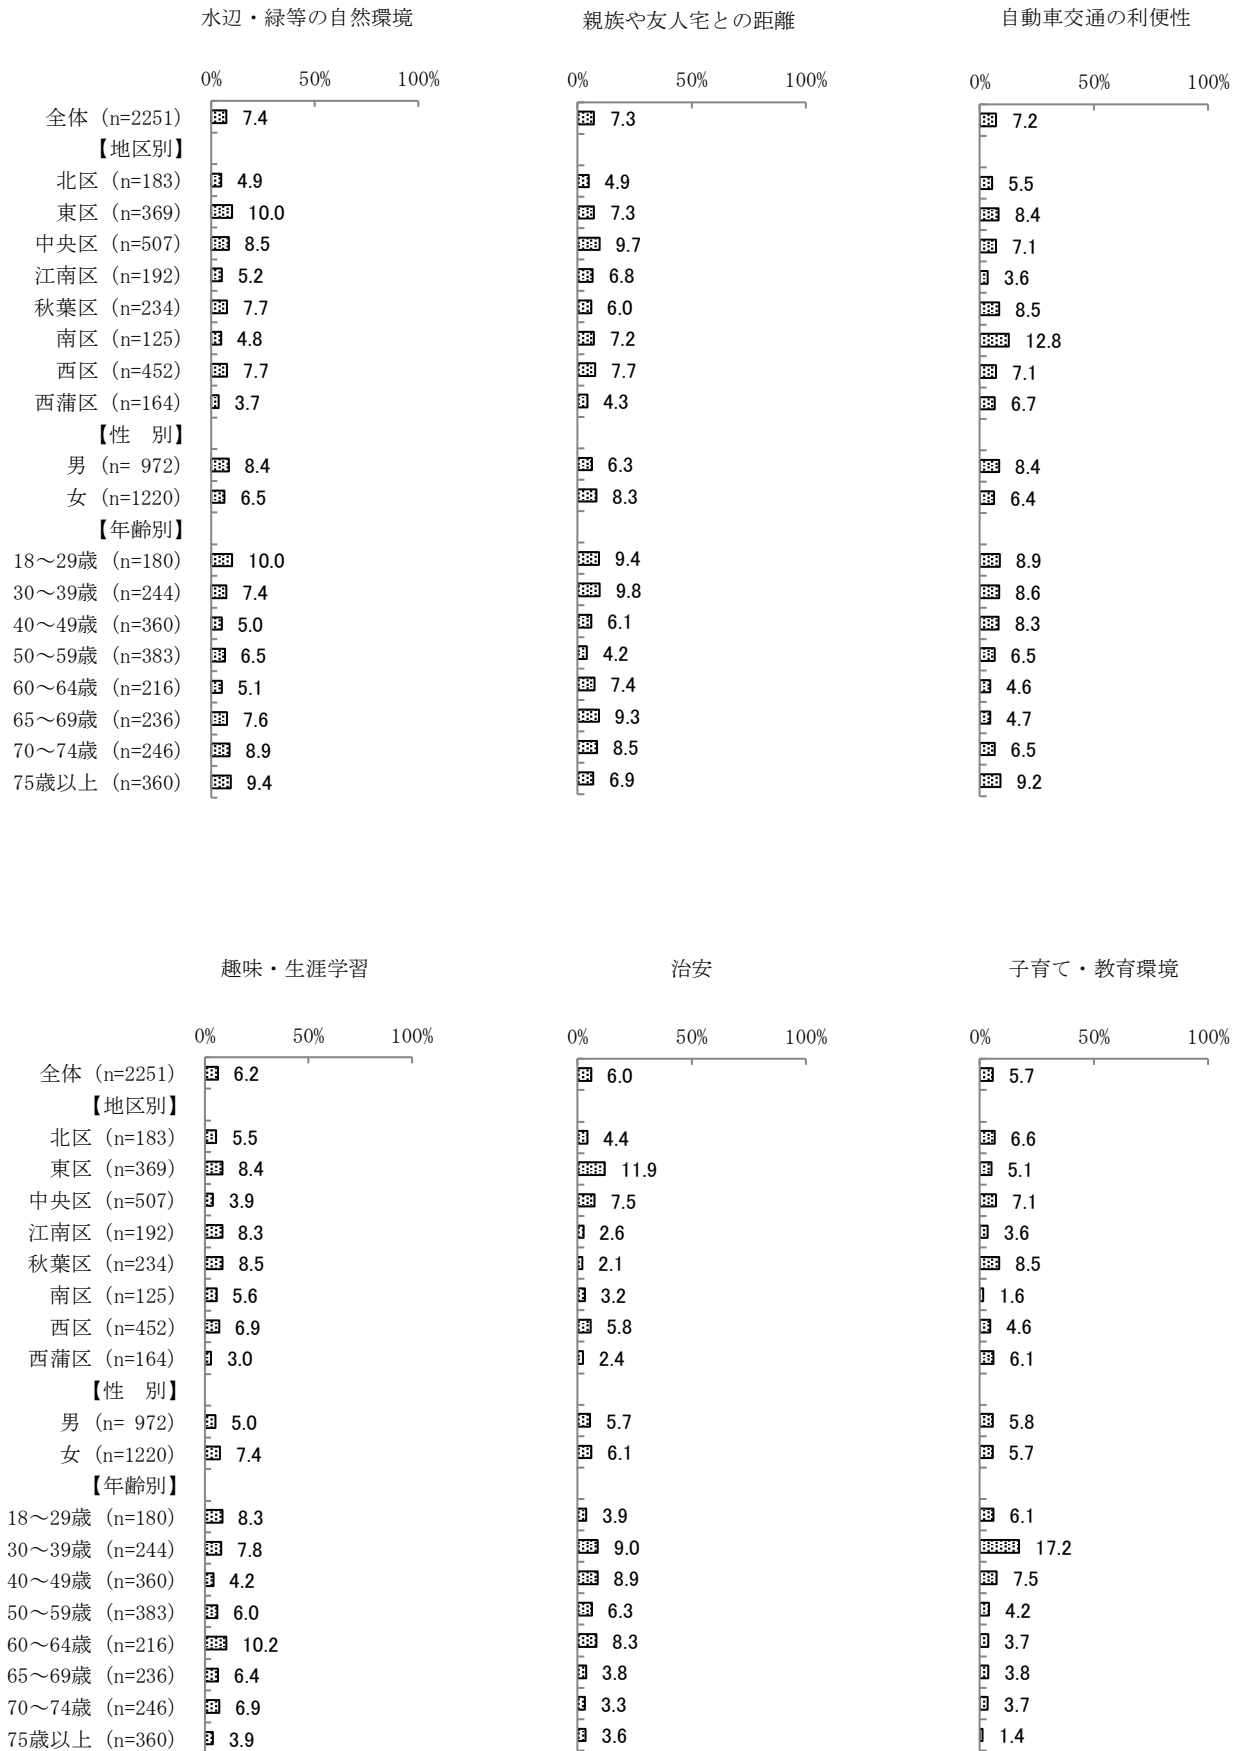 水辺・緑等の自然環境 親族や友人宅との距離 自動車交通の利便性
0% 50% 100% 0% 50% 100% 0% 50% 100%
全体 (n=2251) 7.4 7.3 7.2
【地区別】
北区 (n=183) 4.9 4.9 5.5
東区 (n=369) 10.0 7.3 8.4
中央区 (n=507) 8.5 9.7 7.1
江南区 (n=192) 5.2 6.8 3.6
秋葉区 (n=234) 7.7 6.0 8.5
南区 (n=125) 4.8 7.2 12.8
西区 (n=452) 7.7 7.7 7.1
西蒲区 (n=164) 3.7 4.3 6.7
【性　別】
男 (n= 972) 8.4 6.3 8.4
女 (n=1220) 6.5 8.3 6.4
【年齢別】
18～29歳 (n=180) 10.0 9.4 8.9
30～39歳 (n=244) 7.4 9.8 8.6
40～49歳 (n=360) 5.0 6.1 8.3
50～59歳 (n=383) 6.5 4.2 6.5
60～64歳 (n=216) 5.1 7.4 4.6
65～69歳 (n=236) 7.6 9.3 4.7
70～74歳 (n=246) 8.9 8.5 6.5
75歳以上 (n=360) 9.4 6.9 9.2
趣味・生涯学習 治安 子育て・教育環境
0% 50% 100% 0% 50% 100% 0% 50% 100%
全体 (n=2251) 6.2 6.0 5.7
【地区別】
北区 (n=183) 5.5 4.4 6.6
東区 (n=369) 8.4 11.9 5.1
中央区 (n=507) 3.9 7.5 7.1
江南区 (n=192) 8.3 2.6 3.6
秋葉区 (n=234) 8.5 2.1 8.5
南区 (n=125) 5.6 3.2 1.6
西区 (n=452) 6.9 5.8 4.6
西蒲区 (n=164) 3.0 2.4 6.1
【性　別】
男 (n= 972) 5.0 5.7 5.8
女 (n=1220) 7.4 6.1 5.7
【年齢別】
18～29歳 (n=180) 8.3 3.9 6.1
30～39歳 (n=244) 7.8 9.0 17.2
40～49歳 (n=360) 4.2 8.9 7.5
50～59歳 (n=383) 6.0 6.3 4.2
60～64歳 (n=216) 10.2 8.3 3.7
65～69歳 (n=236) 6.4 3.8 3.8
70～74歳 (n=246) 6.9 3.3 3.7
75歳以上 (n=360) 3.9 3.6 1.4